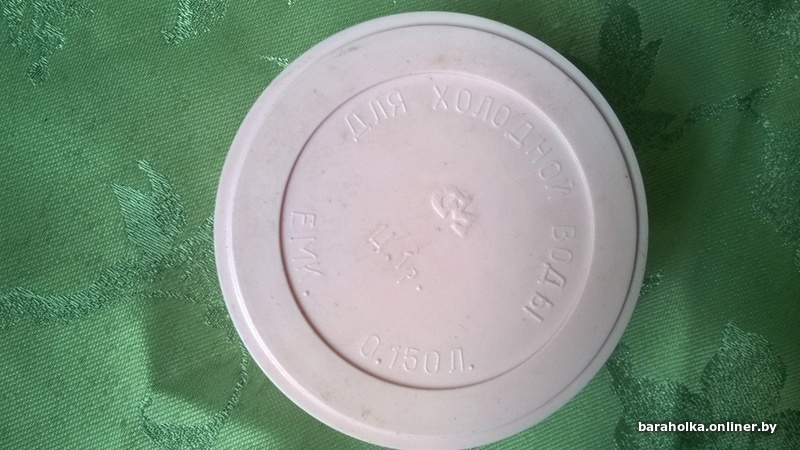 ДЛЯ ХОЛОДНОЙ ВОДЫ
ЕМК. 0,150 Л.
Ц. 1р.
baraholka.onliner.by